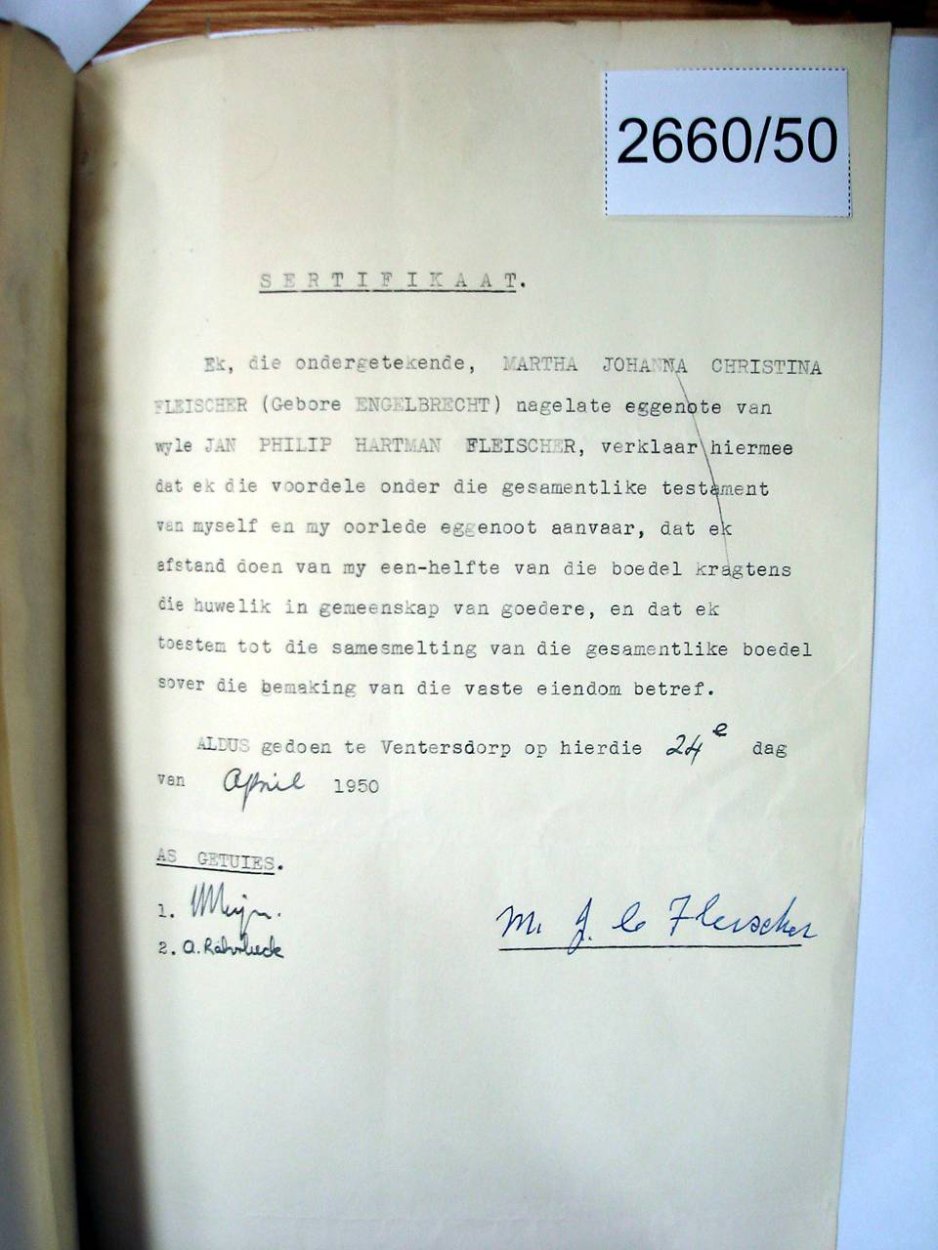 2660/50
SERTIFIKAAT.
Ek, die ondergetekende, MARTHA JOHANNA CHRISTINA
FLEISCHER (Gebore ENGELBRECHT) nagelate eggenote van
wyle JAN PHILIP HARTMAN FLEISCHER, verklaar hiermee
dat ek die voordele onder die gesamentlike testament
van myself en my oorlede eggenoot aanvaar, dat ek
afstand doen van my een-helfte van die boedel kragtens
die huwelik in gemeenskap van goedere, en dat ek
toestem tot die samesmelting van die gesamentlike boedel
sover die bemaking van die vaste eiendom betref.
ALDUS gedoen te Ventersdorp op hierdie 24e dag
van April 1950
AS GETUIES.
1.
2. A.
M. J. C. Fleischer